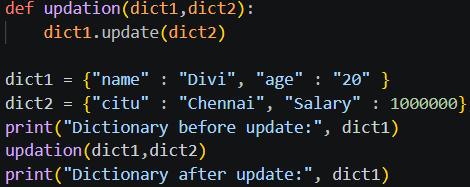 def updation(dict1,dict2):
    dict1.update(dict2)

dict1 = {"name" : "Divi", "age" : "20" }
dict2 = {"citu" : "Chennai", "Salary" : 1000000}
print("Dictionary before update:", dict1)
updation(dict1,dict2)
print("Dictionary after update:", dict1)